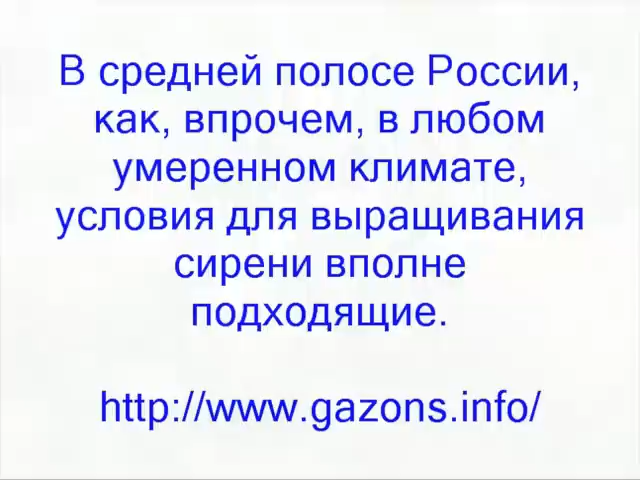 В средней полосе России,
как, впрочем, в любом
умеренном климате,
условия для выращивания
сирени вполне
подходящие.
http://www.gazons.info/